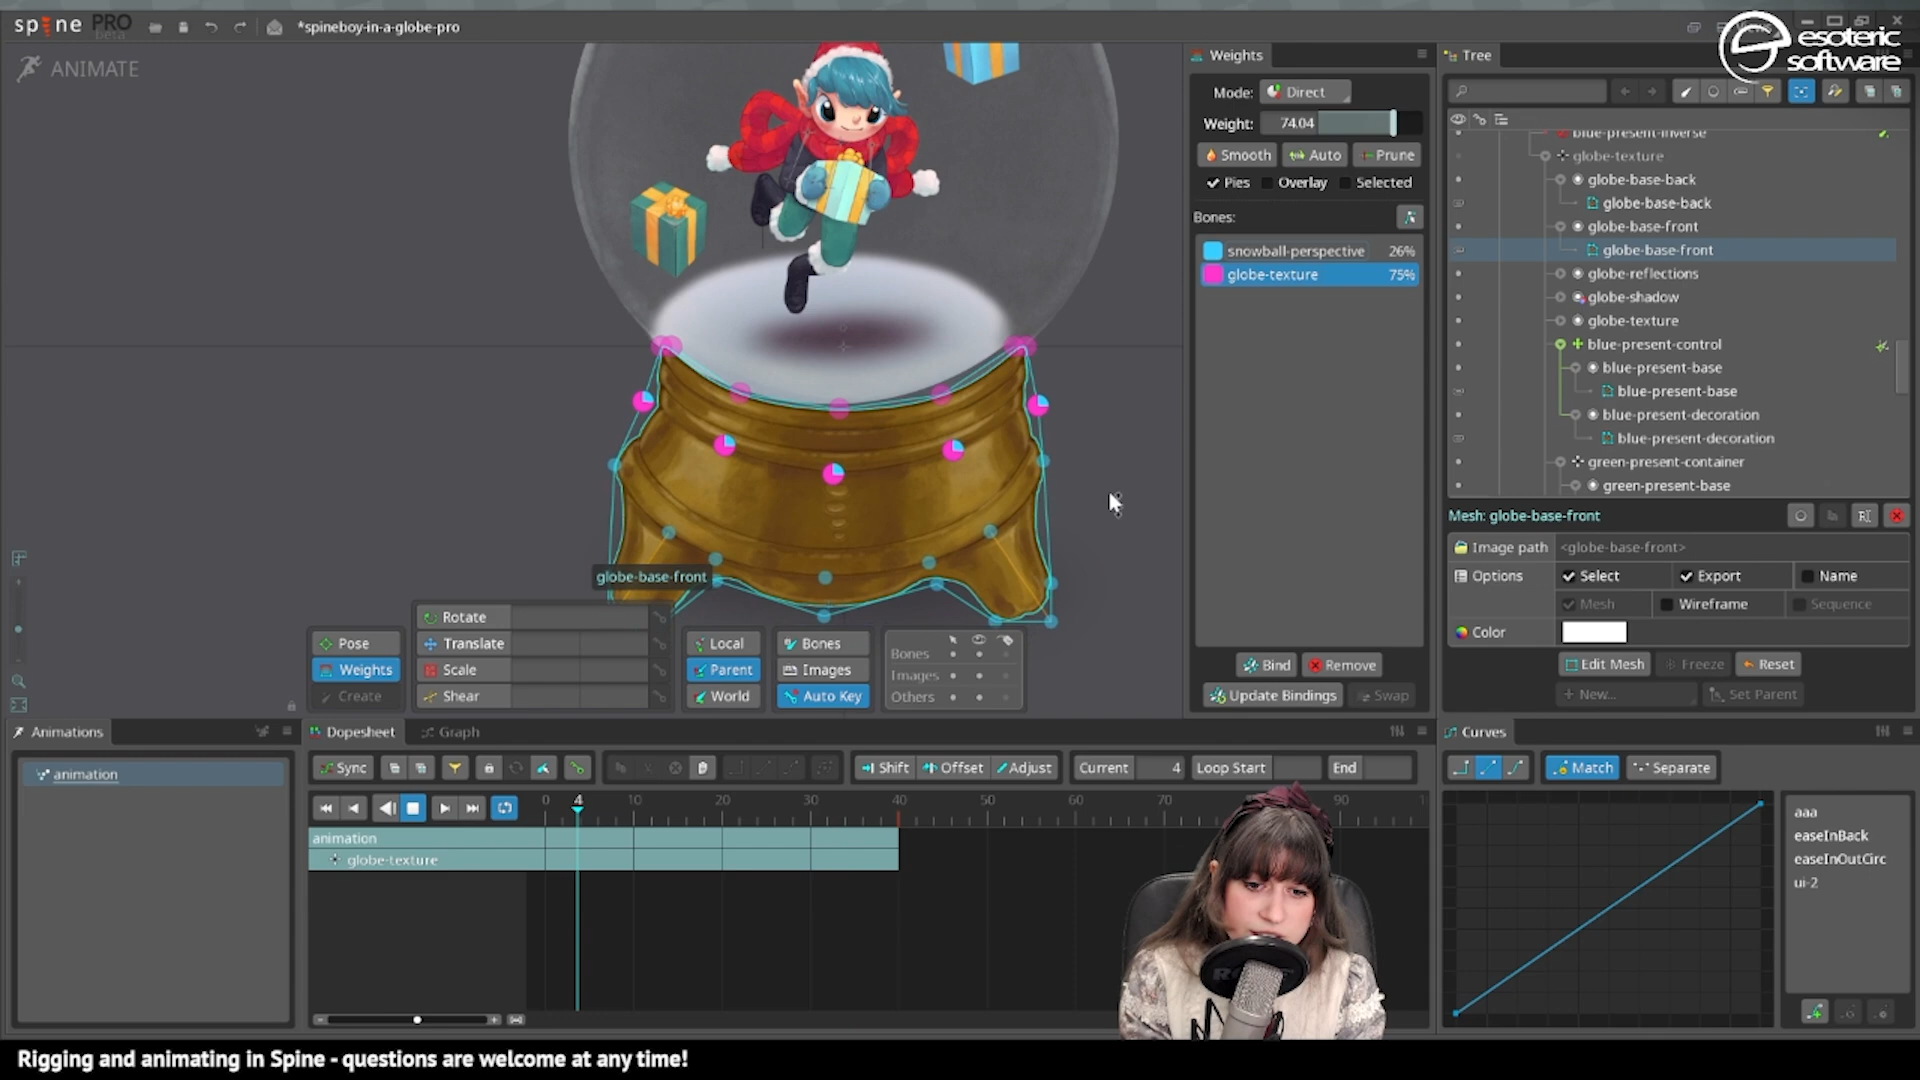 spine PRO beta
*spineboy-in-a-globe-pro
esoteric software
ANIMATE
Weights
Mode: Direct
Weight: 74.04
Smooth Auto Prune
Pies Overlay Selected
Bones:
snowball-perspective 26%
globe-texture 75%
Bind Remove
Update Bindings Swap
Tree
blue-present-inverse
globe-texture
globe-base-back
globe-base-back
globe-base-front
globe-base-front
globe-reflections
globe-shadow
globe-texture
blue-present-control
blue-present-base
blue-present-base
blue-present-decoration
blue-present-decoration
green-present-container
green-present-base
Mesh: globe-base-front
Image path <globe-base-front>
Options Select Export Name
Mesh Wireframe Sequence
Color
Edit Mesh Freeze Reset
New... Set Parent
globe-base-front
Pose
Weights
Create
Rotate
Translate
Scale
Shear
Local
Parent
World
Bones
Images
Auto Key
Bones
Images
Others
Animations
animation
Dopesheet Graph
Sync Shift Offset Adjust Current 4 Loop Start End
0 4 10 20 30 40 50 60 70 90
animation
globe-texture
Curves
Match Separate
aaa
easeInBack
easeInOutCirc
ui-2
Rigging and animating in Spine - questions are welcome at any time!